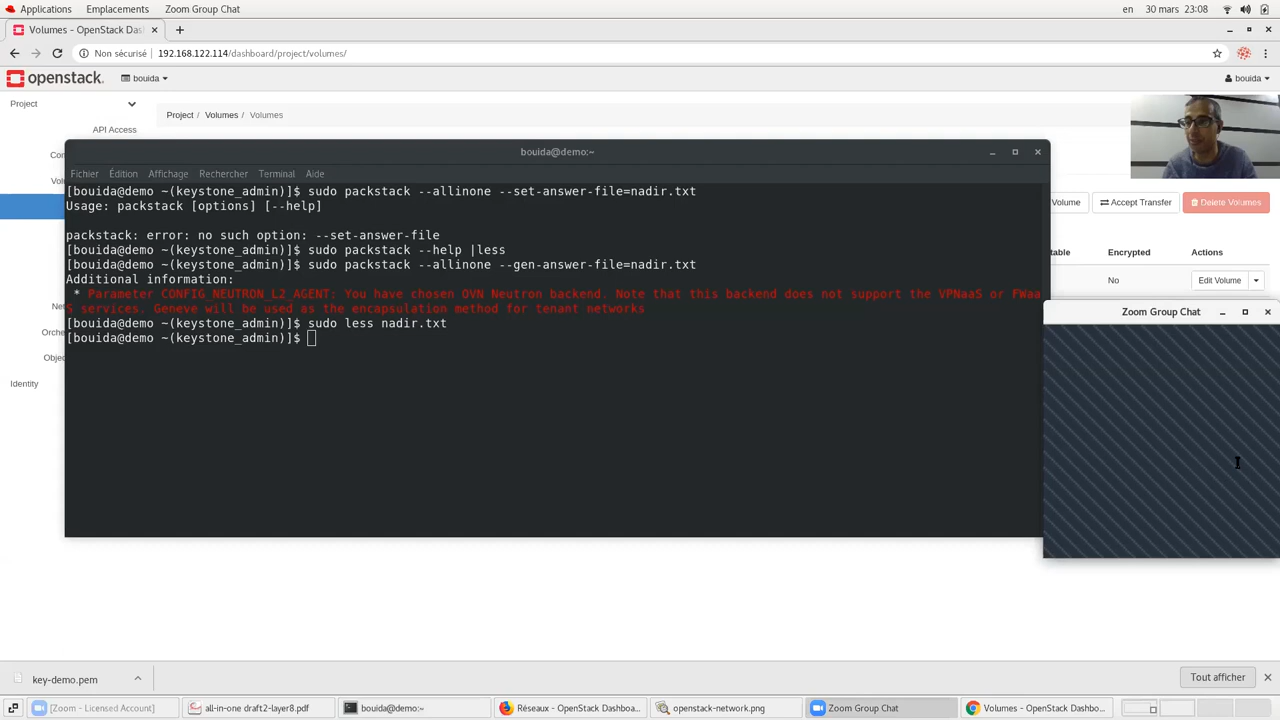 Applications Emplacements Zoom Group Chat en 30 mars 23:08
Volumes - OpenStack Das
Non sécurisé 192.168.122.114/dashboard/project/volumes/
openstack. bouida bouida
Project Project / Volumes / Volumes
API Access
bouida@demo:~
Fichier Édition Affichage Rechercher Terminal Aide
[bouida@demo ~(keystone_admin)]$ sudo packstack --allinone --set-answer-file=nadir.txt
Usage: packstack [options] [--help]
packstack: error: no such option: --set-answer-file
[bouida@demo ~(keystone_admin)]$ sudo packstack --help |less
[bouida@demo ~(keystone_admin)]$ sudo packstack --allinone --gen-answer-file=nadir.txt
Additional information:
* Parameter CONFIG_NEUTRON_L2_AGENT: You have chosen OVN Neutron backend. Note that this backend does not support the VPNaaS or FWaa
S services. Geneve will be used as the encapsulation method for tenant networks
[bouida@demo ~(keystone_admin)]$ sudo less nadir.txt
[bouida@demo ~(keystone_admin)]$
Volume Accept Transfer Delete Volumes
table Encrypted Actions
No Edit Volume
Zoom Group Chat
Co
Vol
Ne
Orche
Objec
Identity
key-demo.pem Tout afficher
[Zoom - Licensed Account] all-in-one draft2-layer8.pdf bouida@demo:~ Réseaux - OpenStack Dashboa... openstack-network.png Zoom Group Chat Volumes - OpenStack Dashbo...